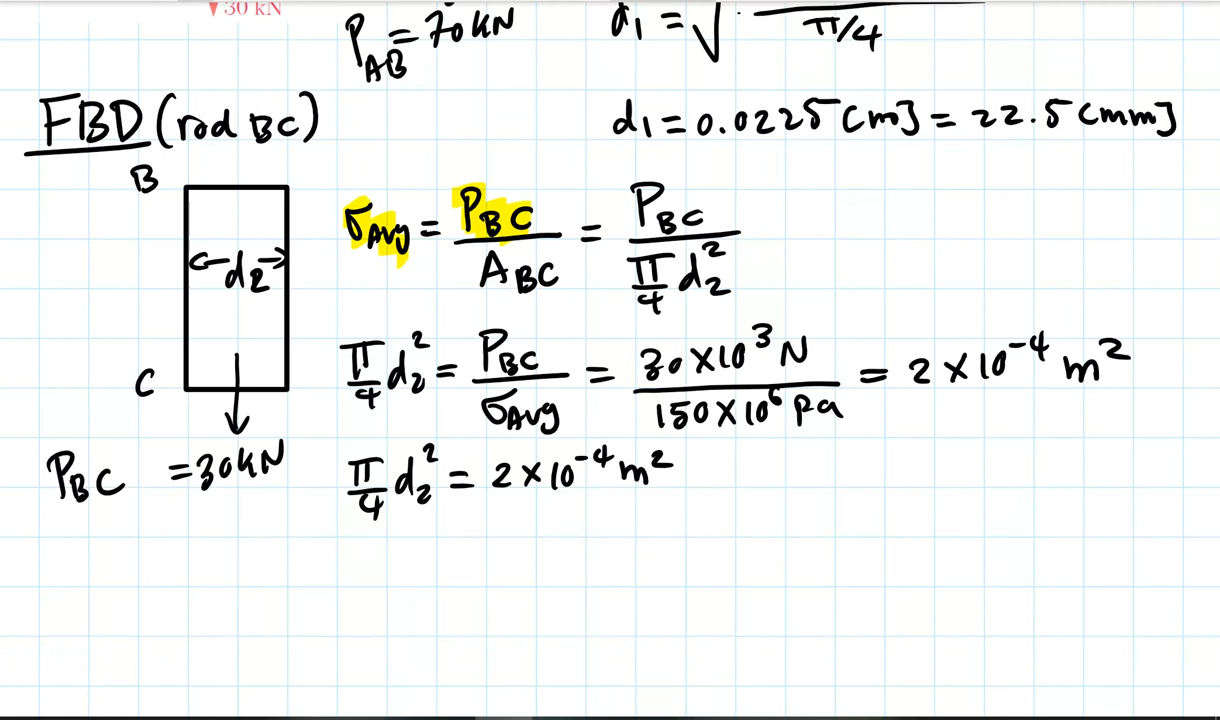 30 kN
P_AB = 70 kN
d1 = √ π/4
FBD (rod BC)
d1 = 0.0225 [m] = 22.5 [mm]
B
σAvg = P_BC / A_BC = P_BC / (π/4 d2²)
d2
π/4 d2² = P_BC / σAvg = 30×10³ N / 150×10⁶ pa = 2×10⁻⁴ m²
C
P_BC = 30 kN
π/4 d2² = 2×10⁻⁴ m²